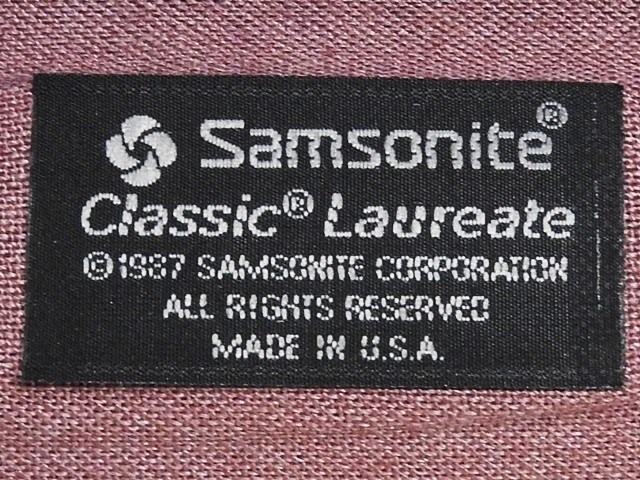 Samsonite®
Classic® Laureate
©1987 SAMSONITE CORPORATION
ALL RIGHTS RESERVED
MADE IN U.S.A.